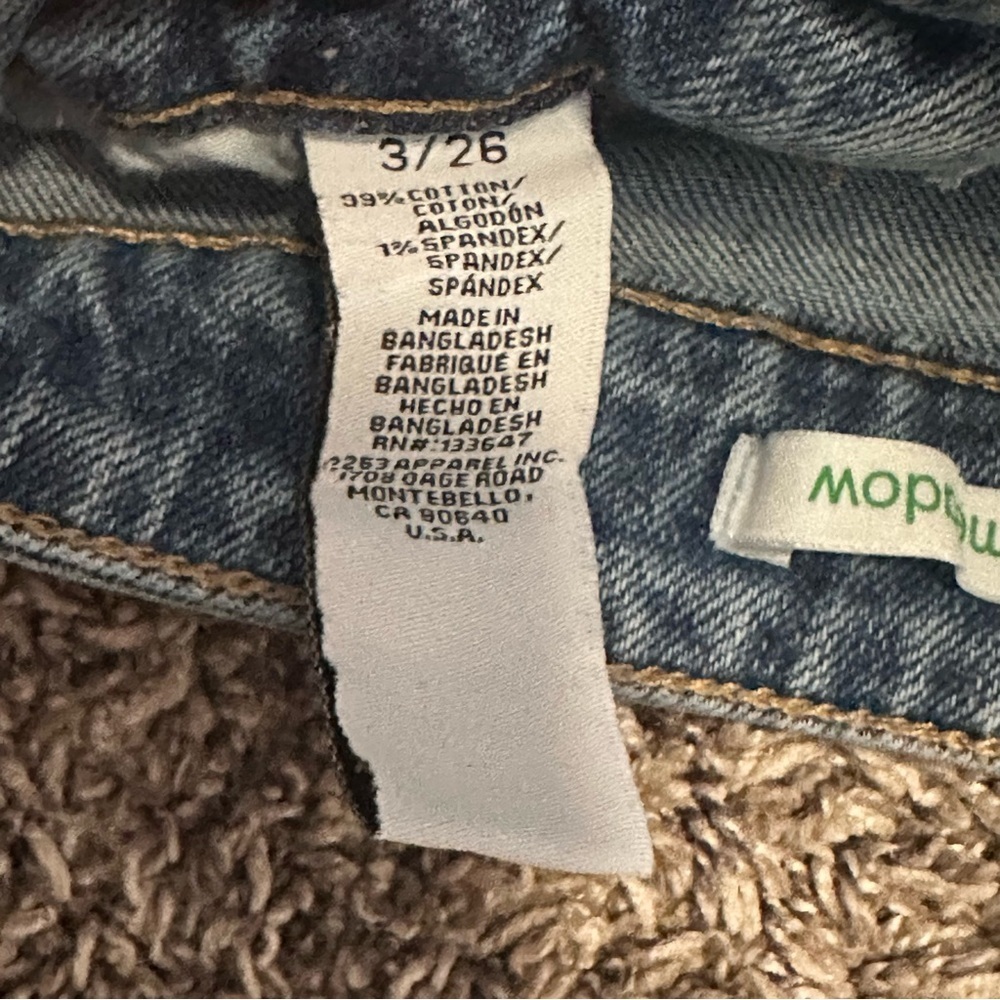 3/26
99% COTTON/
COTON/
ALGODÓN
1% SPANDEX/
SPANDEX/
SPÁNDEX
MADE IN
BANGLADESH
FABRIQUÉ EN
BANGLADESH
HECHO EN
BANGLADESH
RN#:133647
2253 APPAREL INC.
1708 GAGE ROAD
MONTEBELLO,
CA 90640
U.S.A.